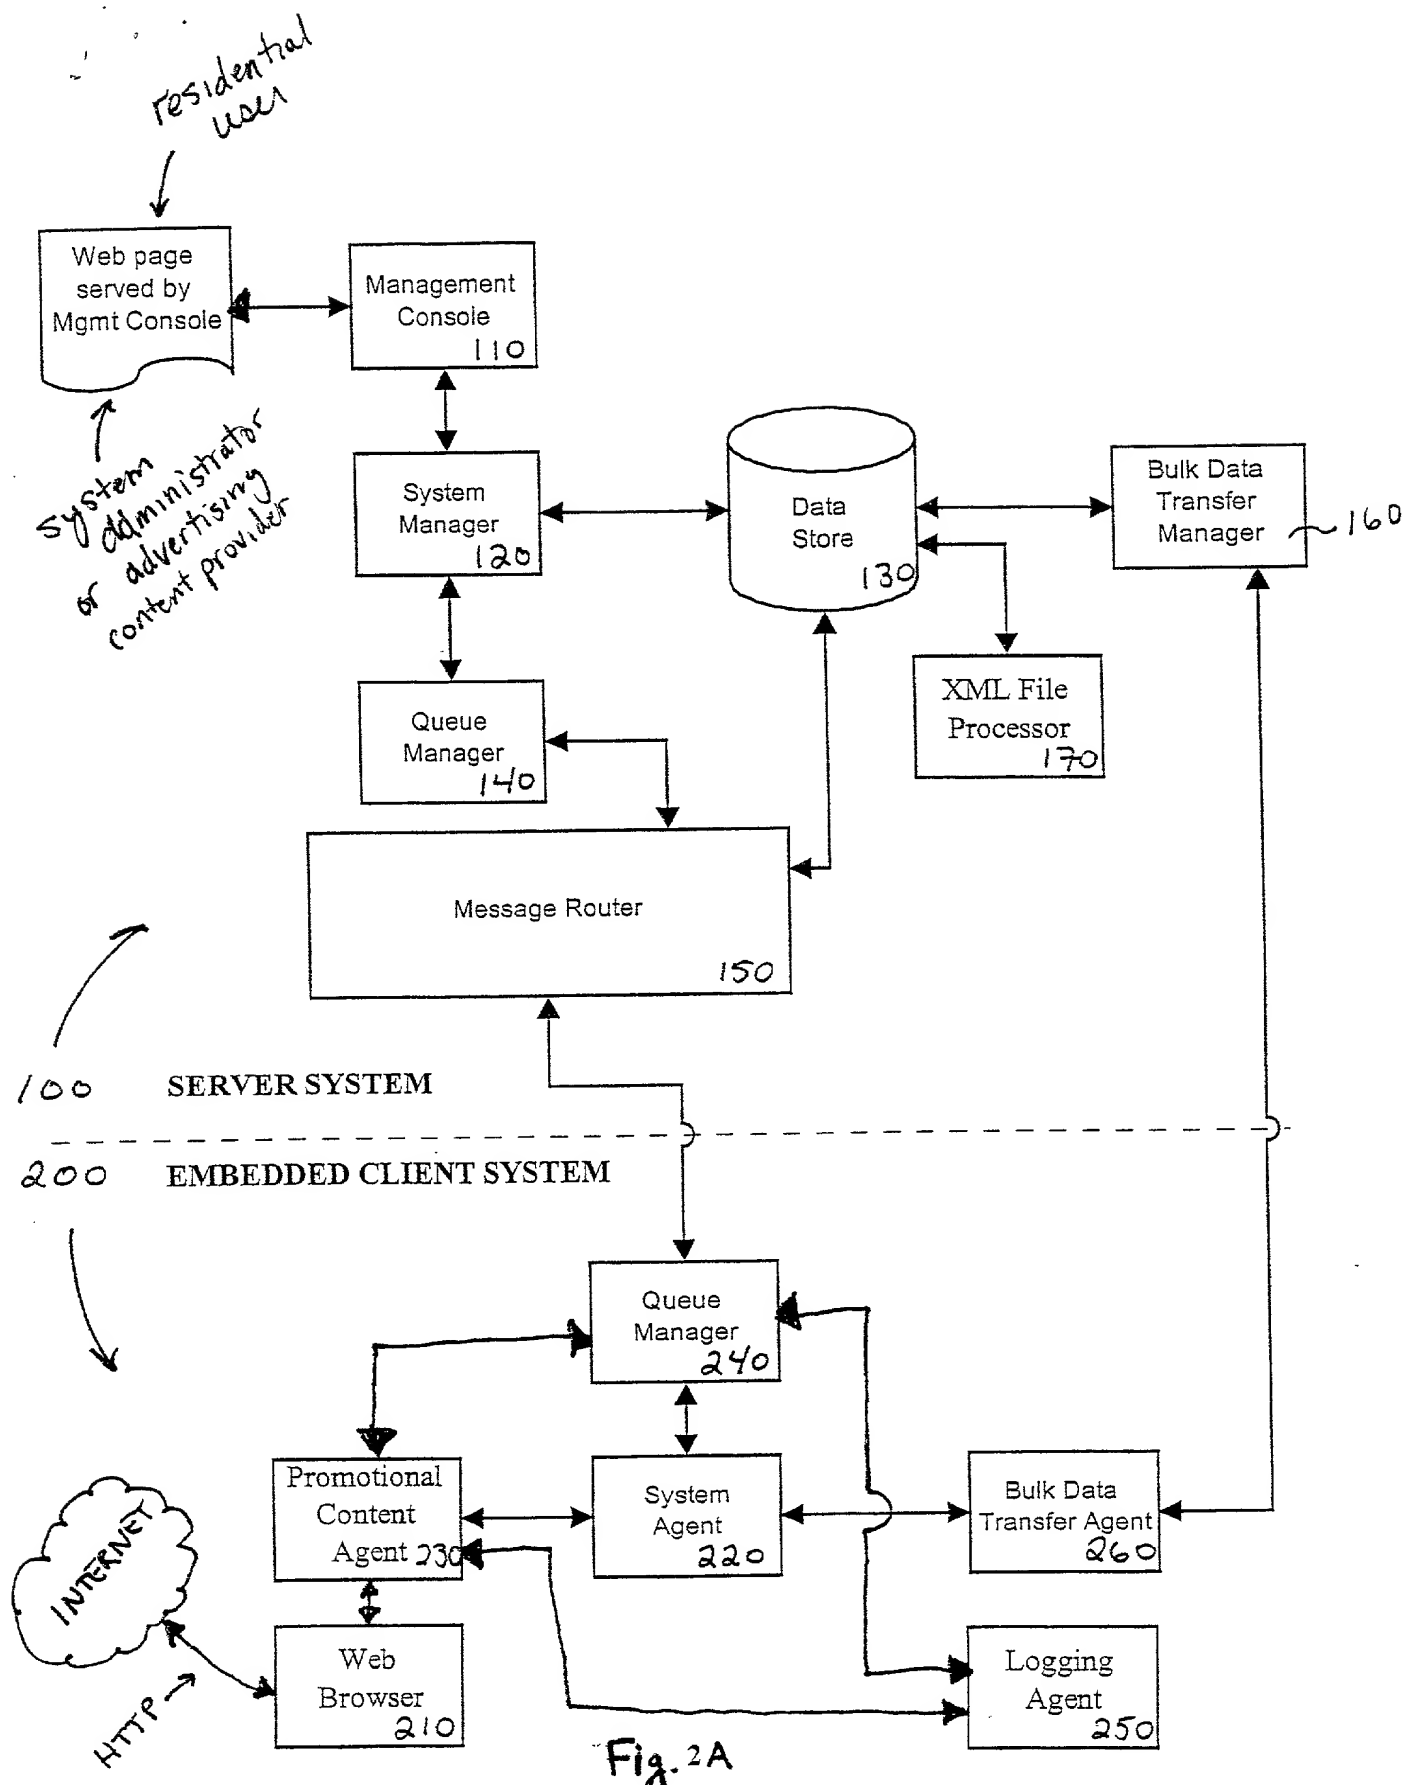 residential
user
Web page
served by
Mgmt Console
Management
Console
110
System
administrator
or advertising
content provider
System
Manager
120
Data
Store
130
Bulk Data
Transfer
Manager
160
XML File
Processor
170
Queue
Manager
140
Message Router
150
100 SERVER SYSTEM
200 EMBEDDED CLIENT SYSTEM
Queue
Manager
240
Promotional
Content
Agent 230
System
Agent
220
Bulk Data
Transfer Agent
260
INTERNET
HTTP
Web
Browser
210
Logging
Agent
250
Fig. 2A